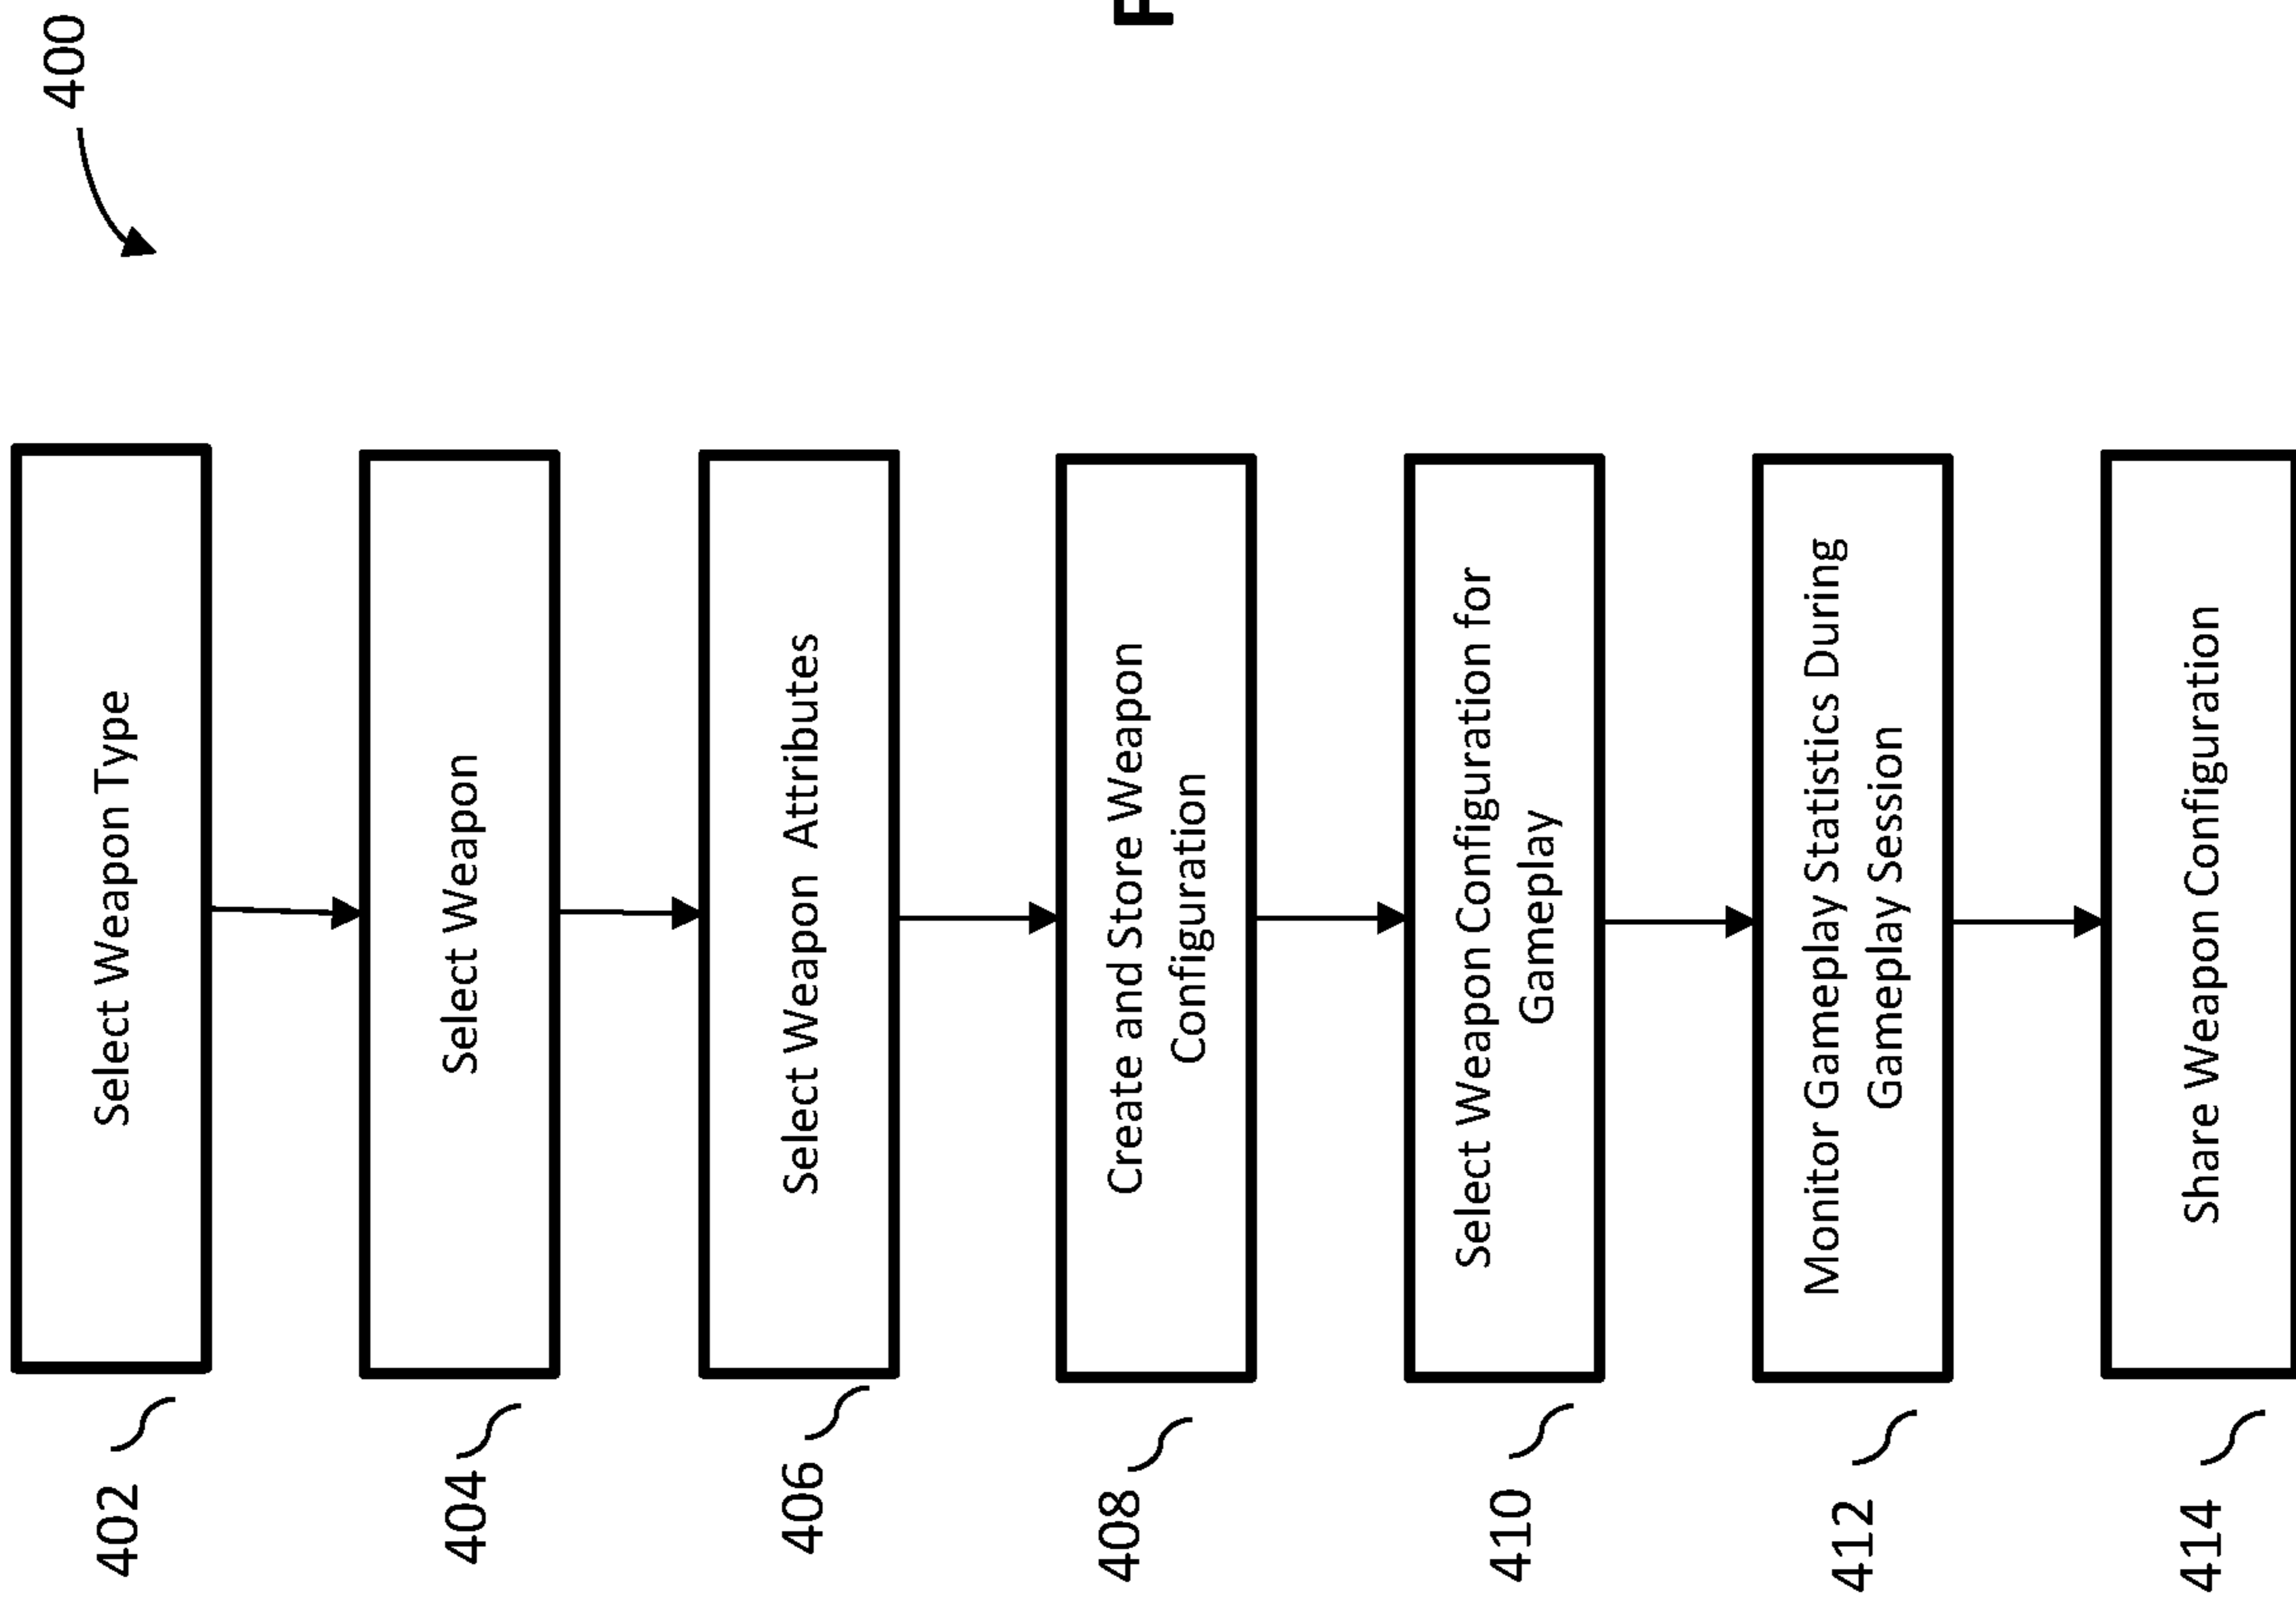 400
402
Select Weapon Type
404
Select Weapon
406
Select Weapon Attributes
408
Create and Store Weapon
Configuration
410
Select Weapon Configuration for
Gameplay
412
Monitor Gameplay Statistics During
Gameplay Session
414
Share Weapon Configuration